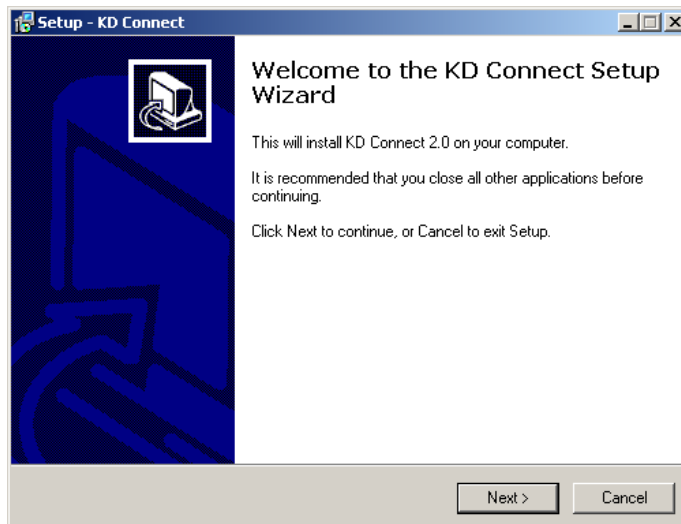 Setup - KD Connect
Welcome to the KD Connect Setup
Wizard
This will install KD Connect 2.0 on your computer.
It is recommended that you close all other applications before
continuing.
Click Next to continue, or Cancel to exit Setup.
Next >
Cancel